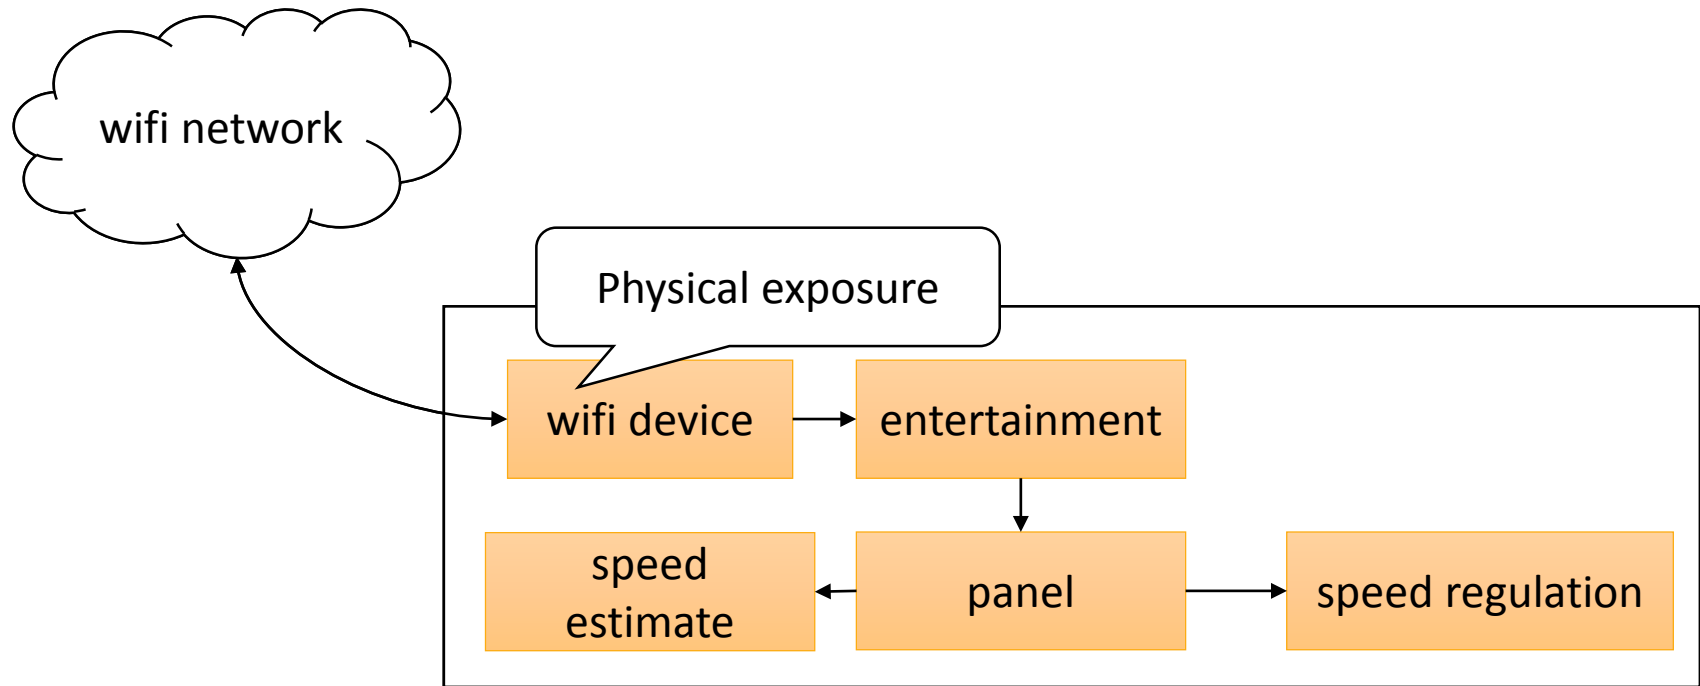 wifi network
Physical exposure
wifi device
entertainment
speed
estimate
panel
speed regulation